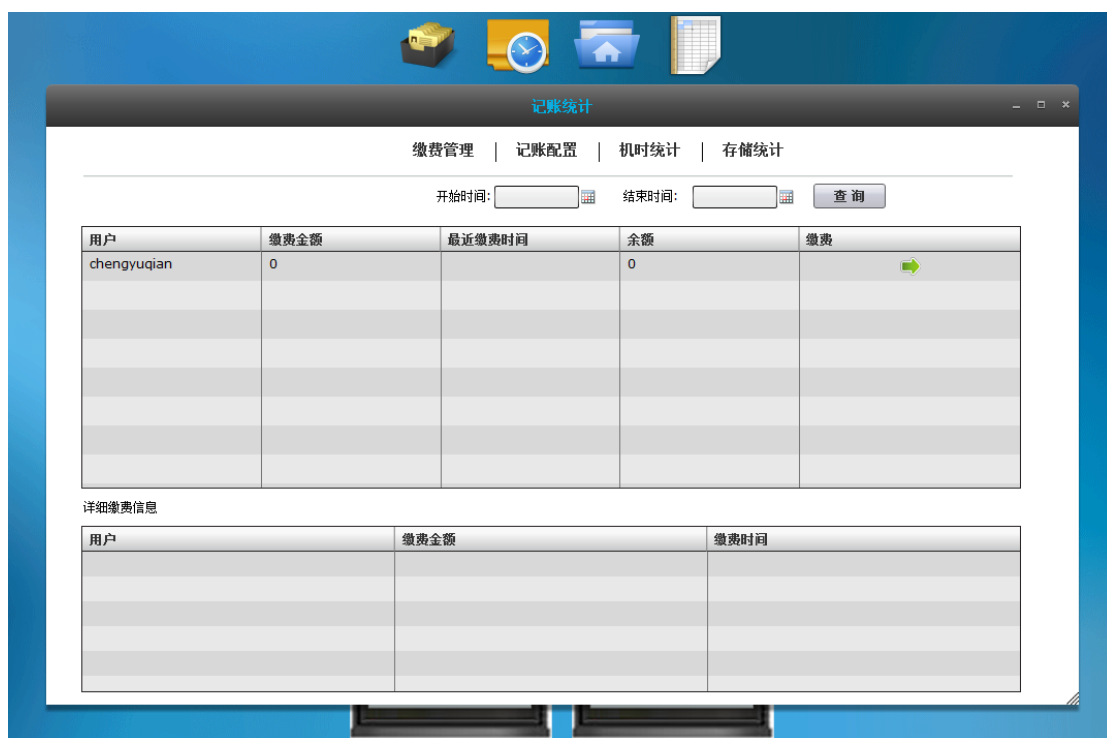 记账统计
缴费管理 | 记账配置 | 机时统计 | 存储统计
开始时间: 结束时间: 查询
用户 缴费金额 最近缴费时间 余额 缴费
chengyuqian 0 0
详细缴费信息
用户 缴费金额 缴费时间